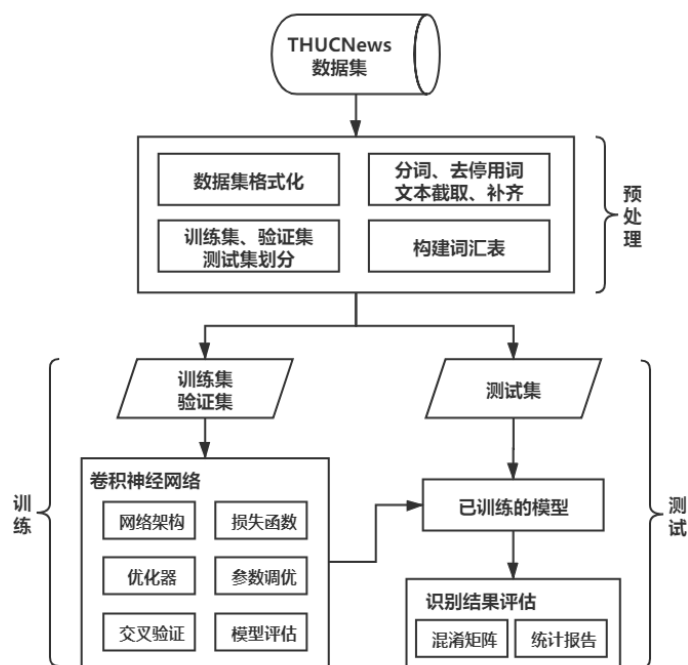 THUCNews
数据集
数据集格式化
分词、去停用词
文本截取、补齐
训练集、验证集
测试集划分
构建词汇表
预处理
训练集
验证集
测试集
训练
卷积神经网络
网络架构
损失函数
优化器
参数调优
交叉验证
模型评估
已训练的模型
识别结果评估
混淆矩阵
统计报告
测试